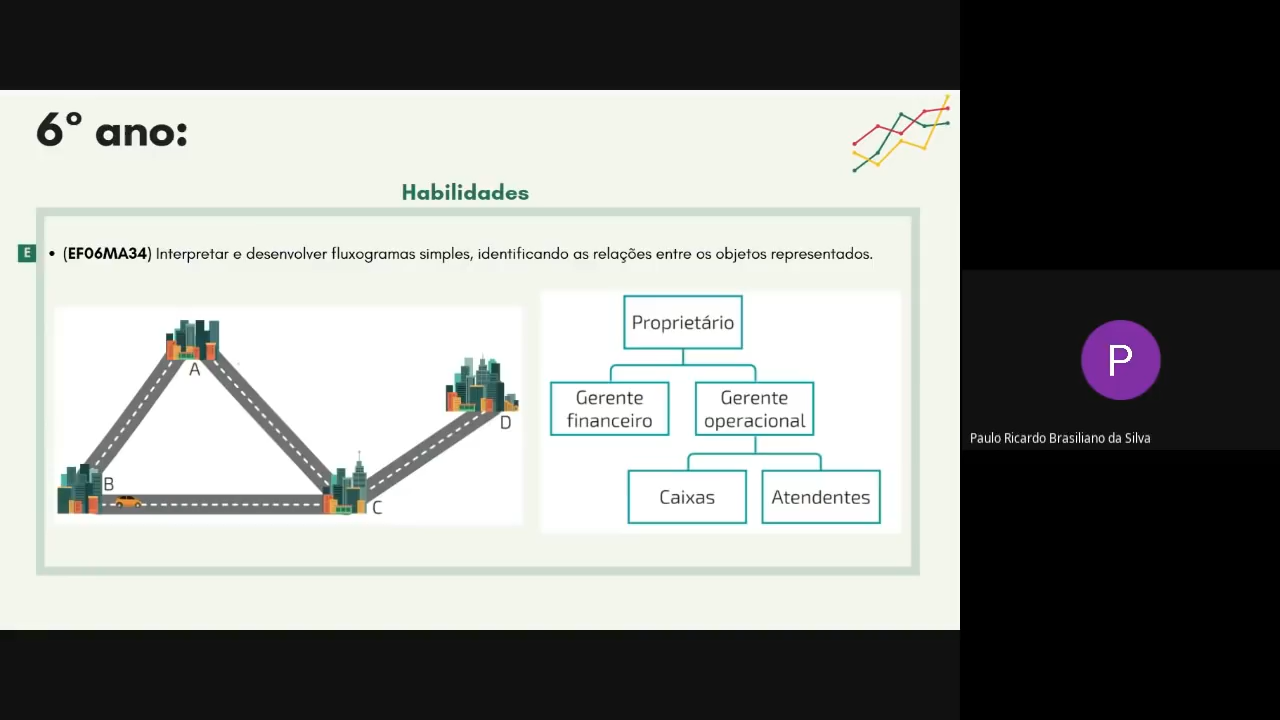 6º ano:
Habilidades
E
• (EF06MA34) Interpretar e desenvolver fluxogramas simples, identificando as relações entre os objetos representados.
A
B
C
D
Proprietário
Gerente
financeiro
Gerente
operacional
Caixas
Atendentes
P
Paulo Ricardo Brasiliano da Silva